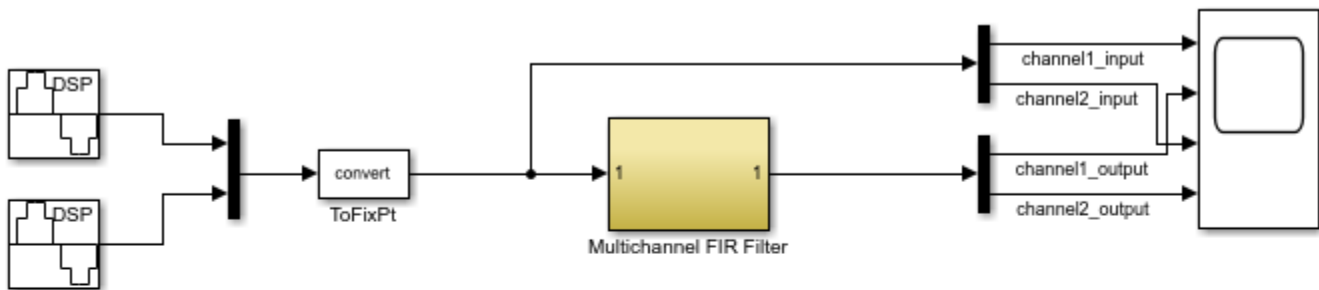 DSP
DSP
convert
ToFixPt
1
1
Multichannel FIR Filter
channel1_input
channel2_input
channel1_output
channel2_output